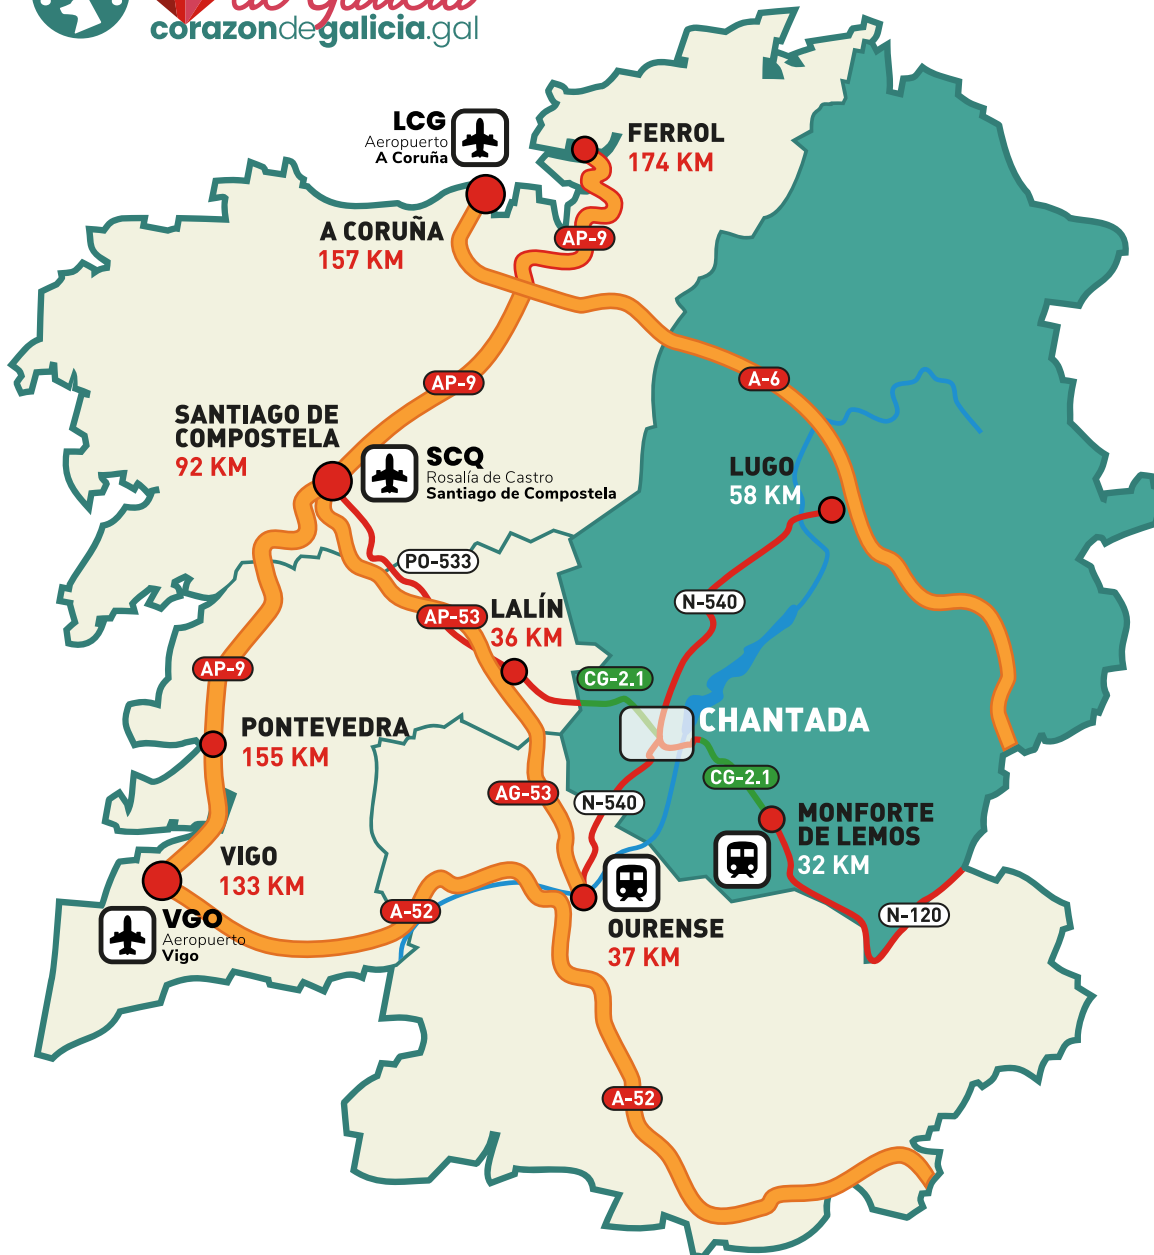 de Galicia
corazondegalicia.gal
LCG
Aeropuerto
A Coruña
FERROL
174 KM
A CORUÑA
157 KM
AP-9
AP-9
A-6
SANTIAGO DE
COMPOSTELA
92 KM
SCQ
Rosalía de Castro
Santiago de Compostela
LUGO
58 KM
PO-533
N-540
AP-53
LALÍN
36 KM
AP-9
CG-2.1
CHANTADA
PONTEVEDRA
155 KM
CG-2.1
AG-53
N-540
MONFORTE
DE LEMOS
32 KM
VIGO
133 KM
VGO
Aeropuerto
Vigo
A-52
OURENSE
37 KM
N-120
A-52